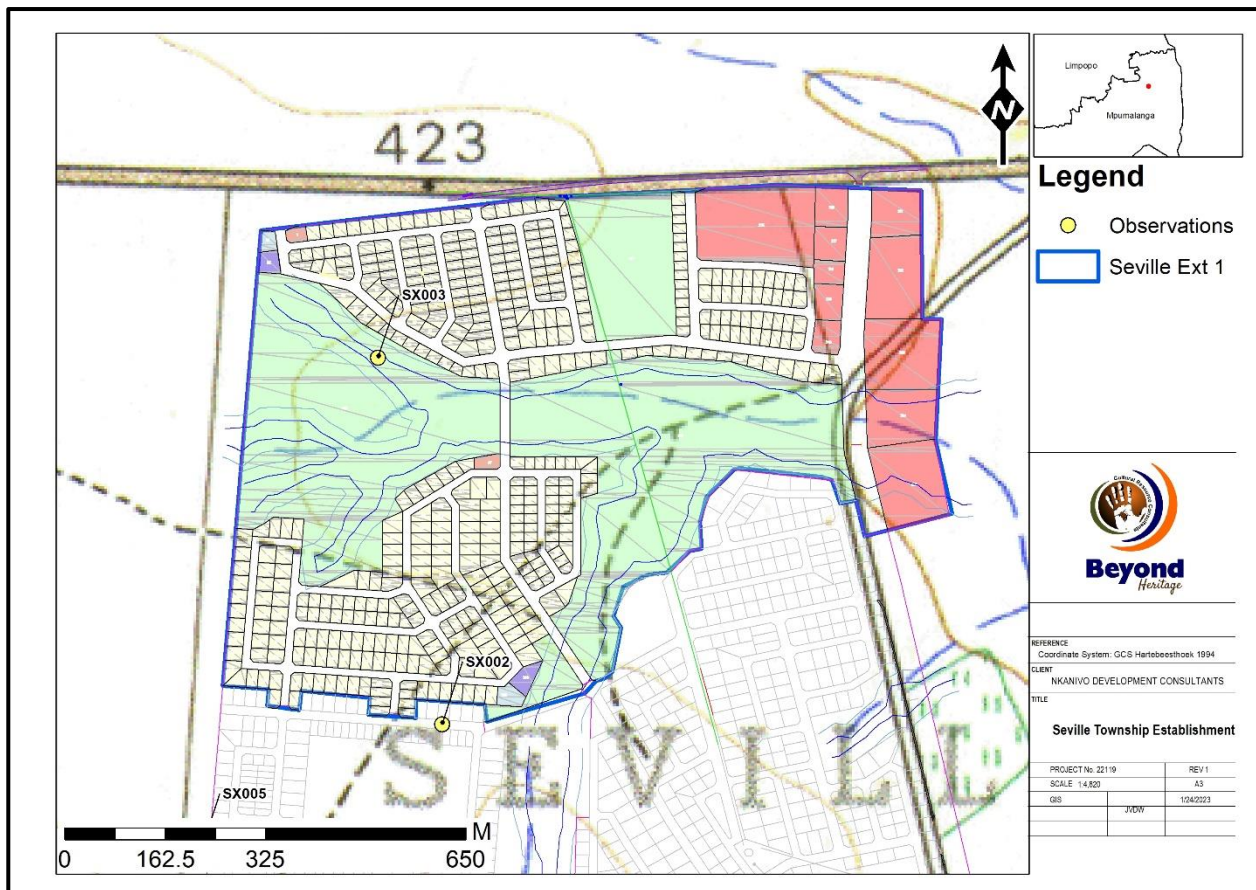 423
N
SX003
SX002
SX005
SEVILL
0 162.5 325 650
M
Limpopo
Mpumalanga
Legend
Observations
Seville Ext 1
Beyond
Heritage
REFERENCE
Coordinate System: GCS Hartebeesthoek 1994
CLIENT
NKANIVO DEVELOPMENT CONSULTANTS
TITLE
Seville Township Establishment
PROJECT No. 22119 REV 1
SCALE 1:4,820 A3
GIS JVDW 1/24/2023